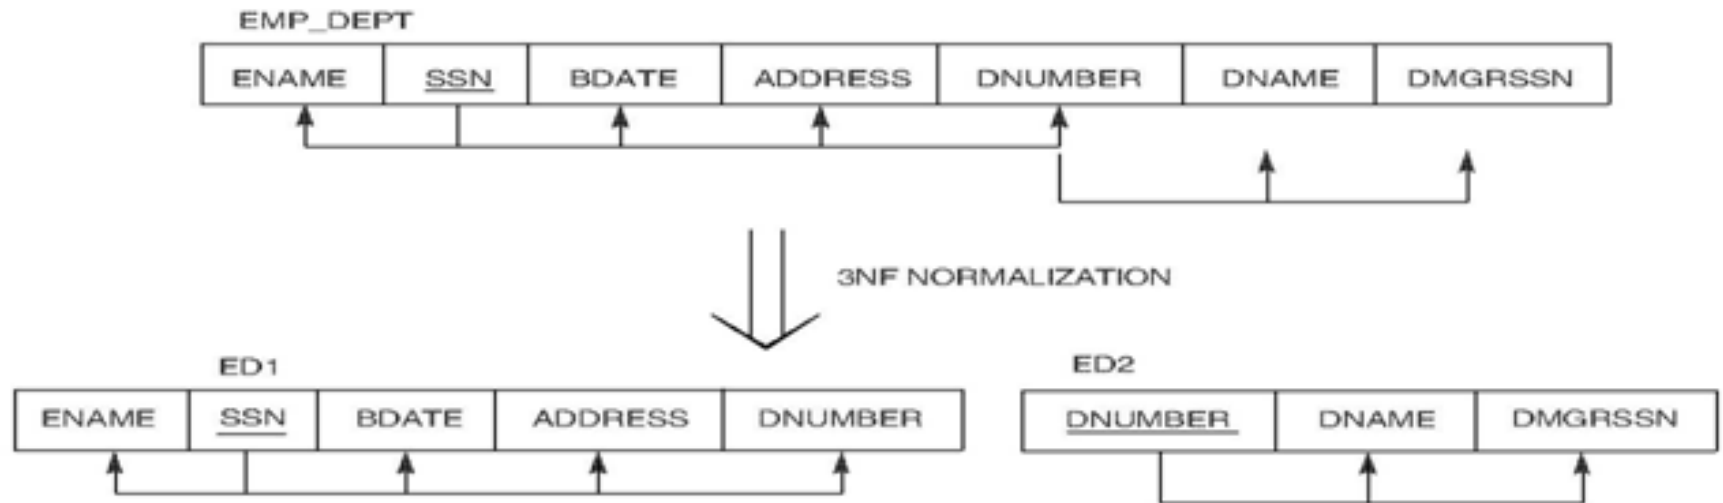 EMP_DEPT
ENAME SSN BDATE ADDRESS DNUMBER DNAME DMGRSSN
3NF NORMALIZATION
ED1
ENAME SSN BDATE ADDRESS DNUMBER
ED2
DNUMBER DNAME DMGRSSN